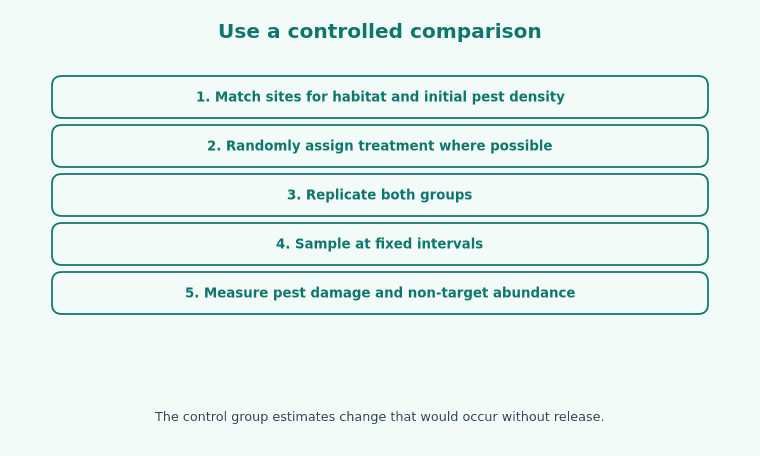 Use a controlled comparison
1. Match sites for habitat and initial pest density
2. Randomly assign treatment where possible
3. Replicate both groups
4. Sample at fixed intervals
5. Measure pest damage and non-target abundance
The control group estimates change that would occur without release.